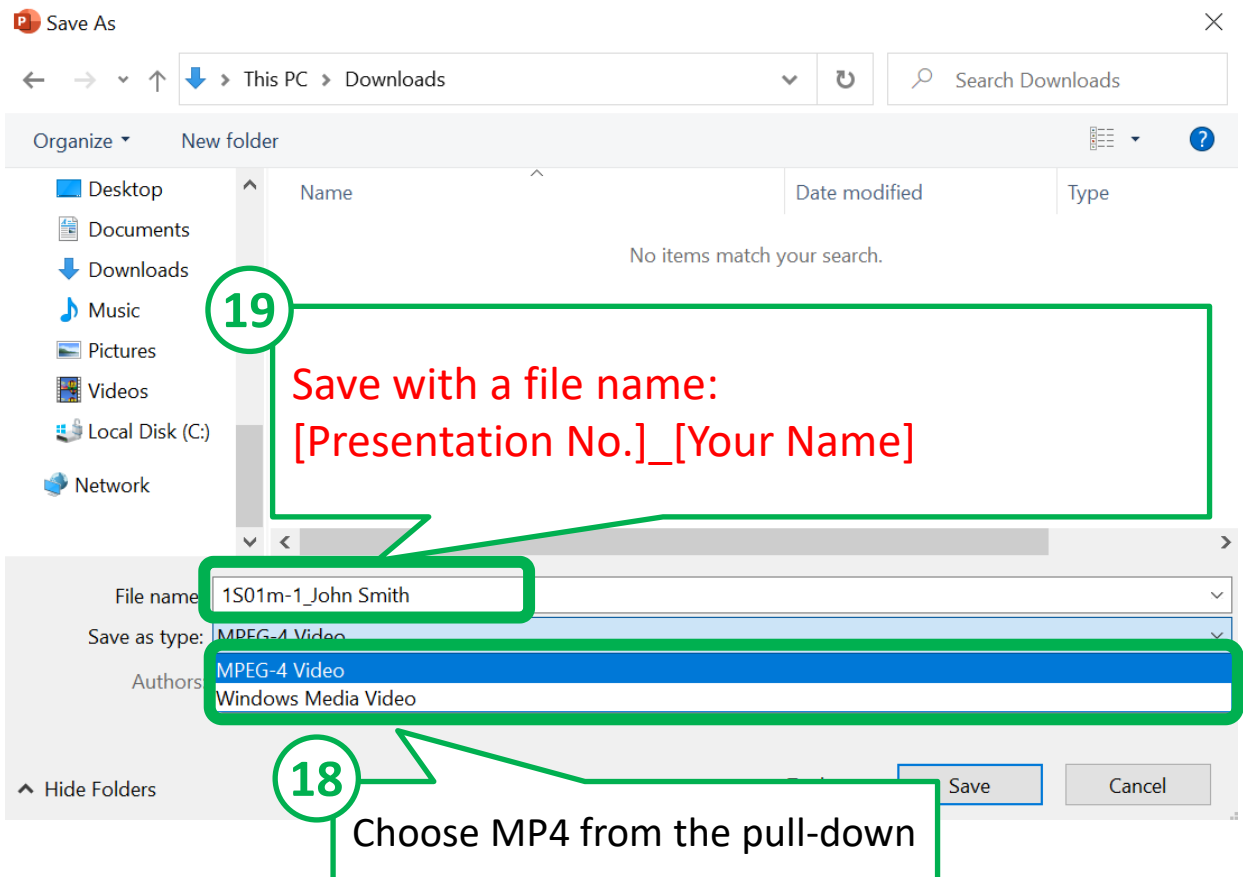 Save As
This PC > Downloads
Search Downloads
Organize
New folder
Desktop
Documents
Downloads
Music
Pictures
Videos
Local Disk (C:)
Network
Name
Date modified
Type
No items match your search.
19
Save with a file name:
[Presentation No.]_[Your Name]
File name
1S01m-1_John Smith
Save as type:
MPEG-4 Video
Authors:
MPEG-4 Video
Windows Media Video
Hide Folders
18
Save
Cancel
Choose MP4 from the pull-down